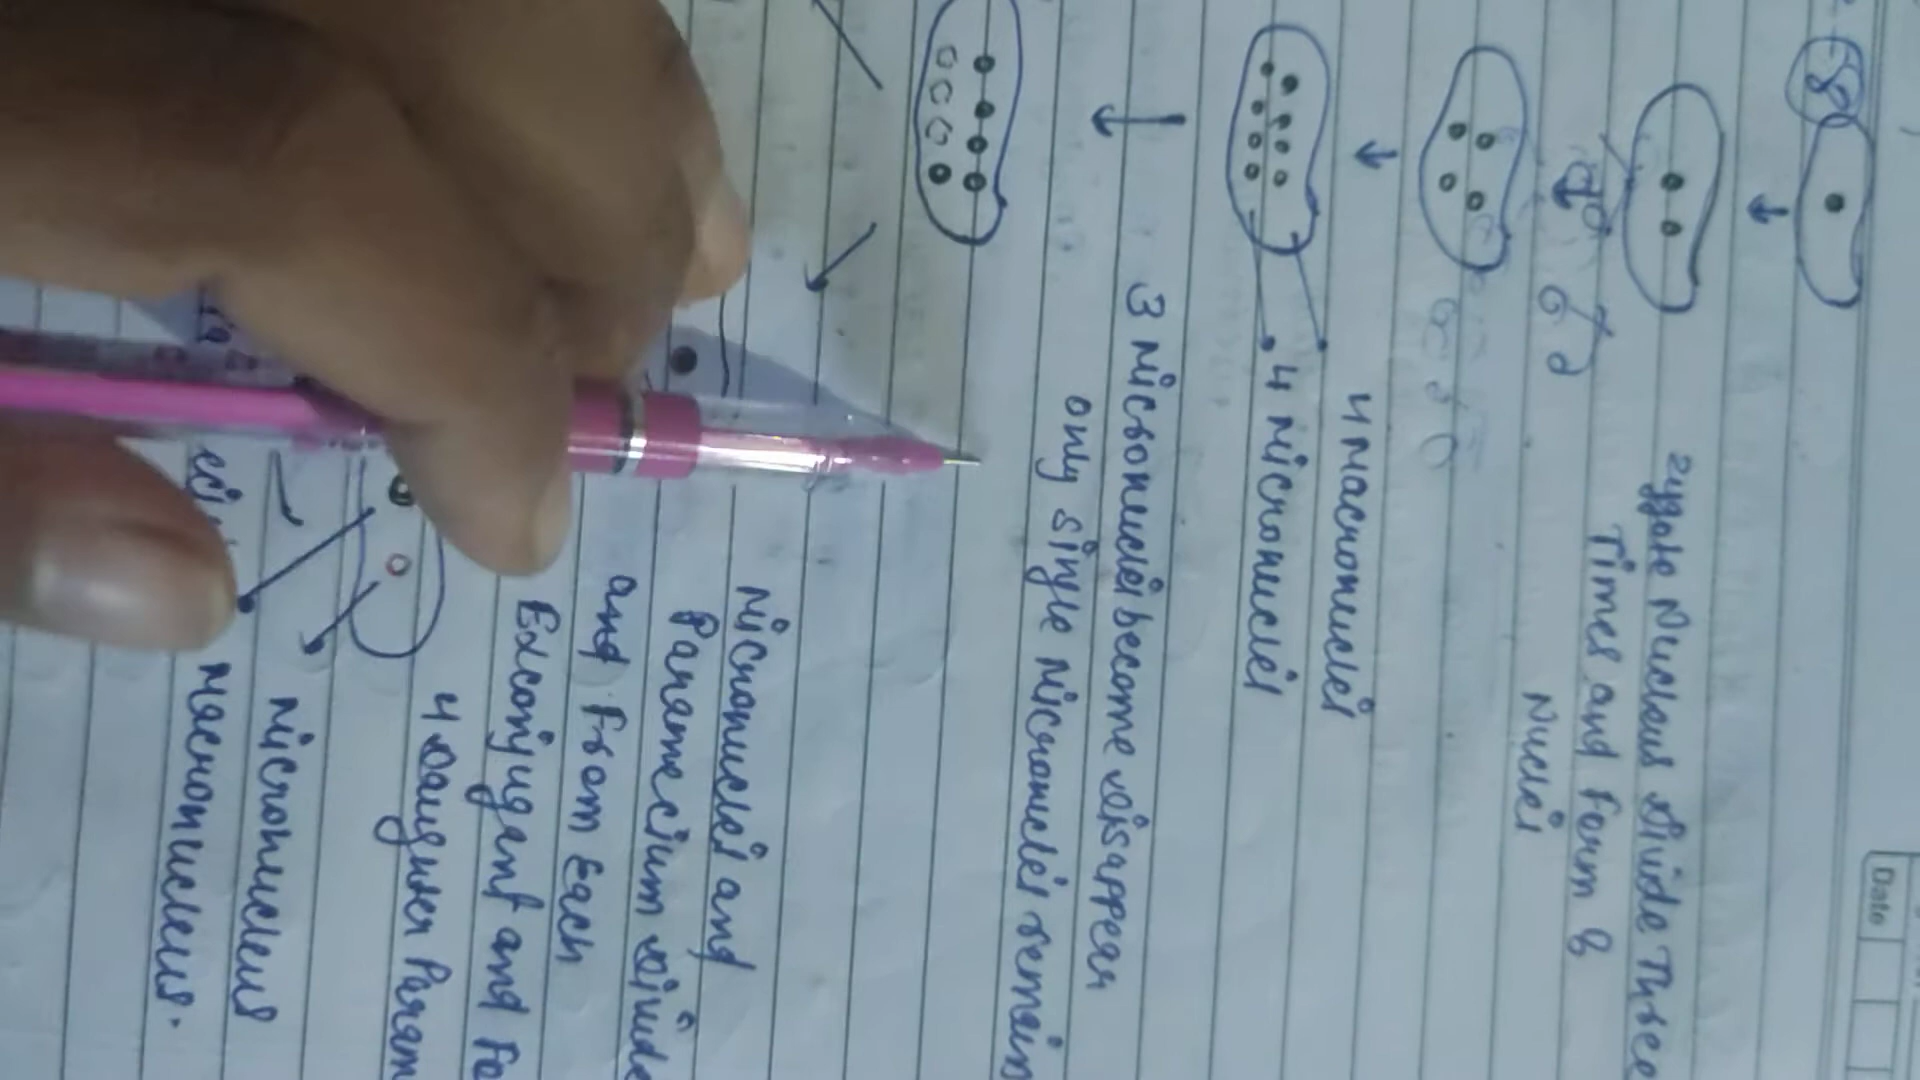 Date
zygote Nucleus divide Three
Times and Form 8
Nuclei
4 Macronuclei
4 Micronuclei
3 Micronuclei become disappear
only single Micronuclei remain
Micronuclei and
Paramecium divide
and from Each
Exconjugant and Fo
4 daughter Param
Micronucleus
Macronucleus.